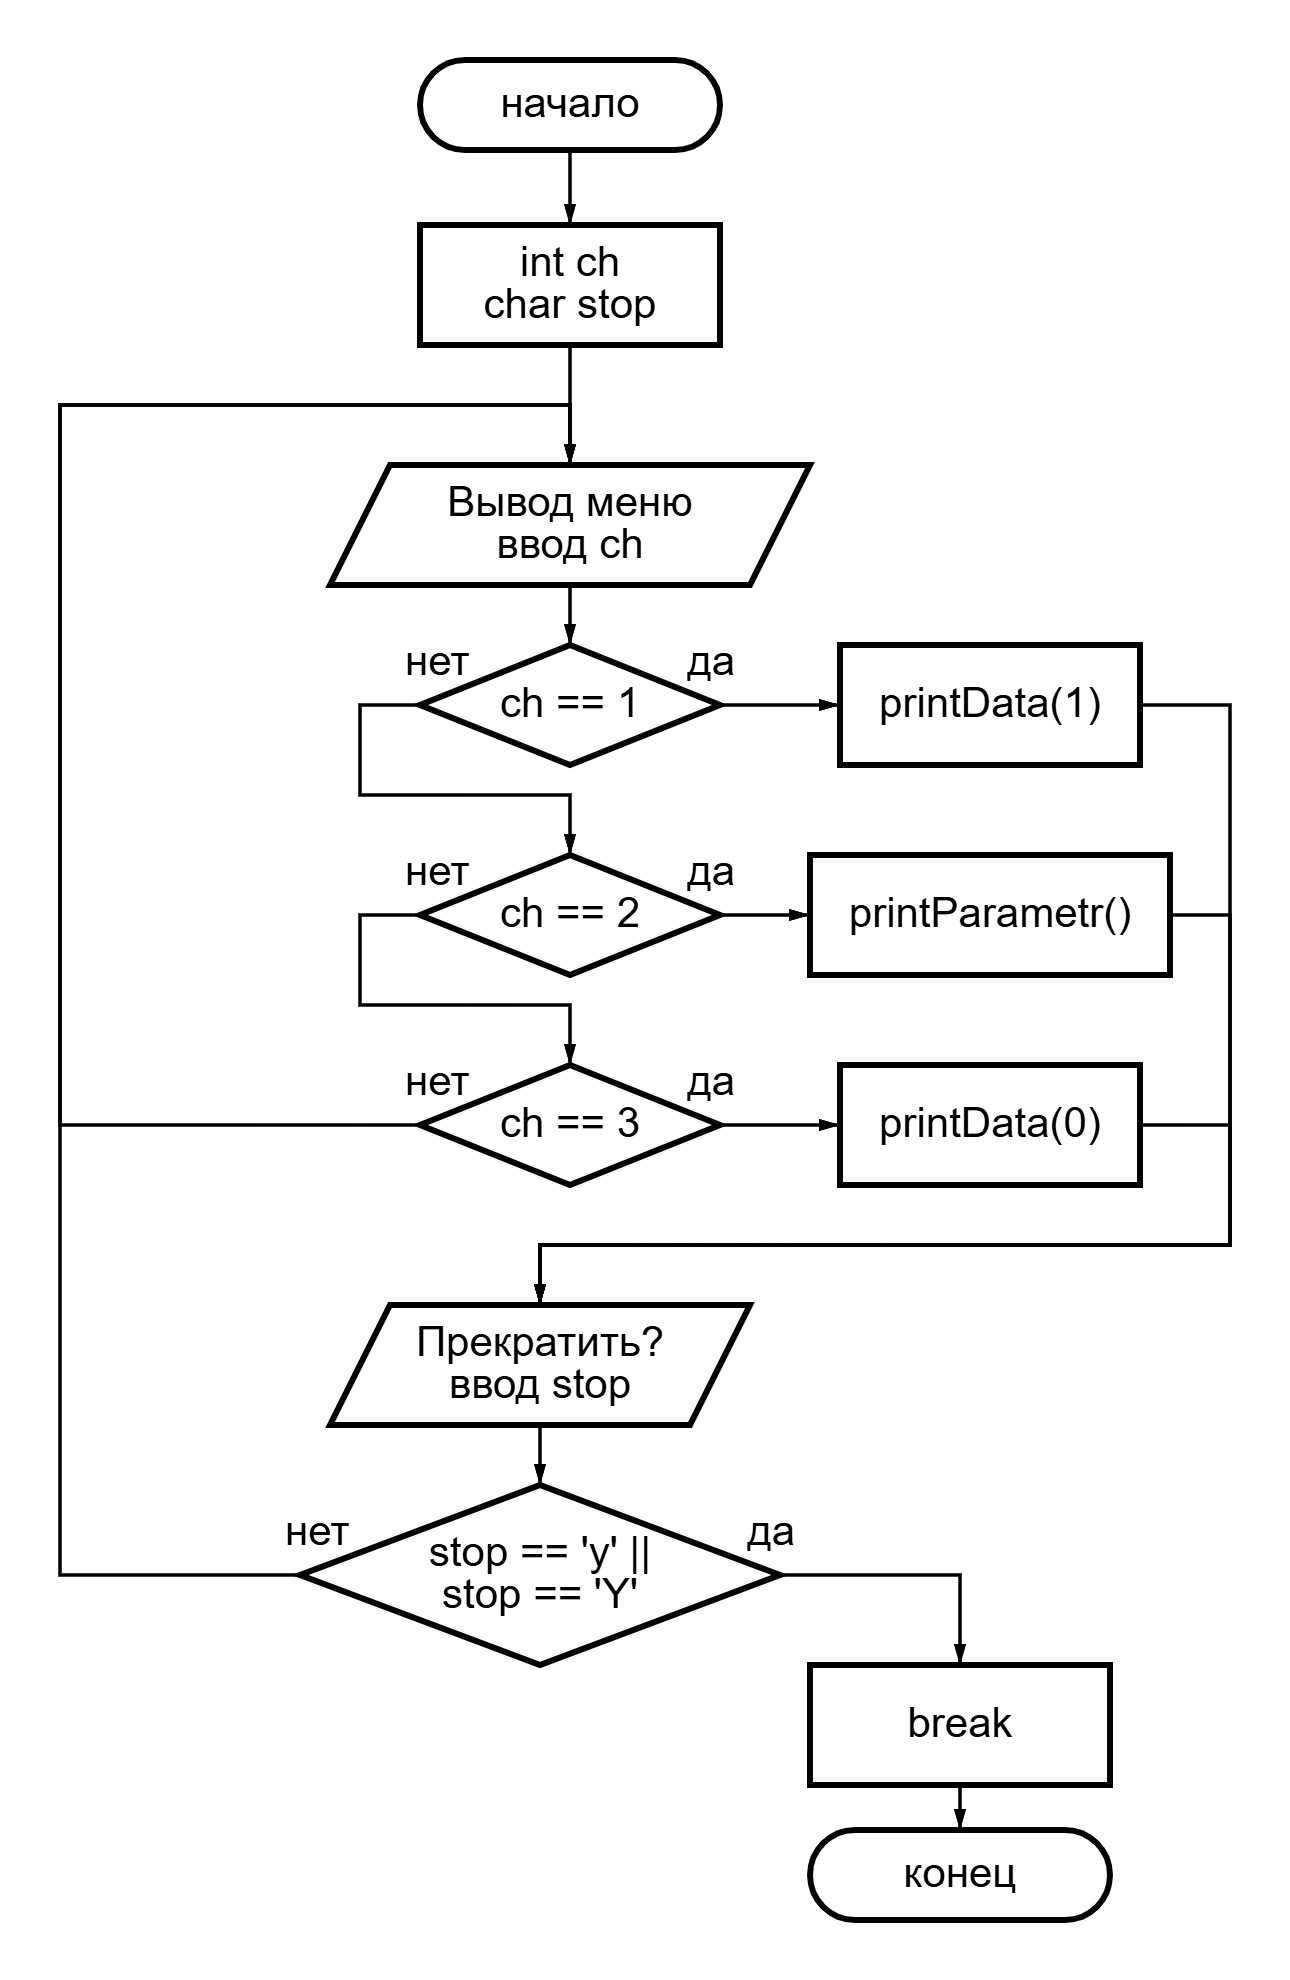 начало
int ch
char stop
Вывод меню
ввод ch
нет
да
ch == 1
printData(1)
нет
да
ch == 2
printParametr()
нет
да
ch == 3
printData(0)
Прекратить?
ввод stop
нет
да
stop == 'y' ||
stop == 'Y'
break
конец